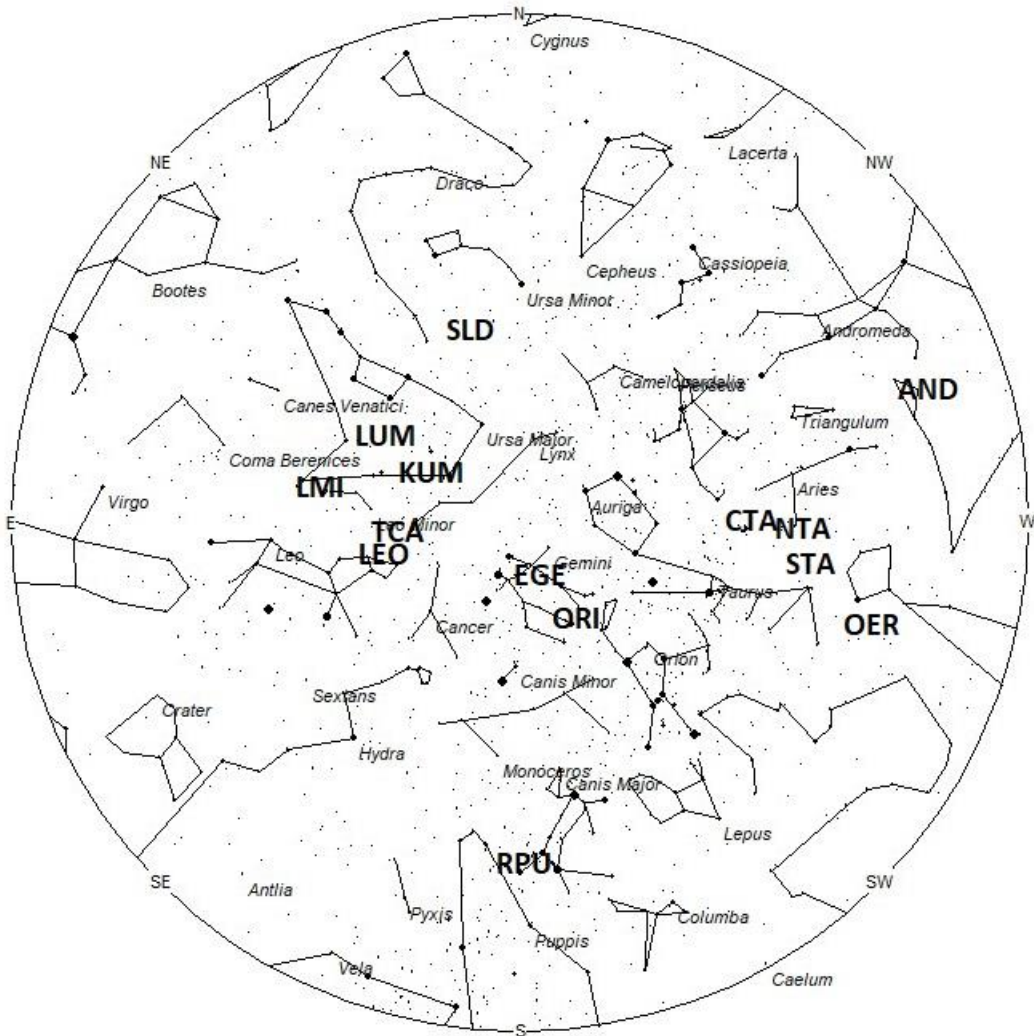 N
Cygnus
NE
Lacerta
NW
Draco
Cepheus
Cassiopeia
Bootes
Ursa Minot
SLD
Andromeda
Camelopardalis
Perseus
AND
Canes Venatici
Triangulum
LUM
Ursa Major
Coma Berenices
Lynx
KUM
LMI
Aries
Virgo
Auriga
E
Leo Minor
TCA
CTA
NTA
W
Leo
LEO
Gemini
STA
EGE
Taurus
ORI
OER
Cancer
Orion
Canis Minor
Sextans
Crater
Hydra
Monoceros
Canis Major
Lepus
RPU
SE
Antlia
SW
Pyxis
Columba
Puppis
Vela
Caelum
S